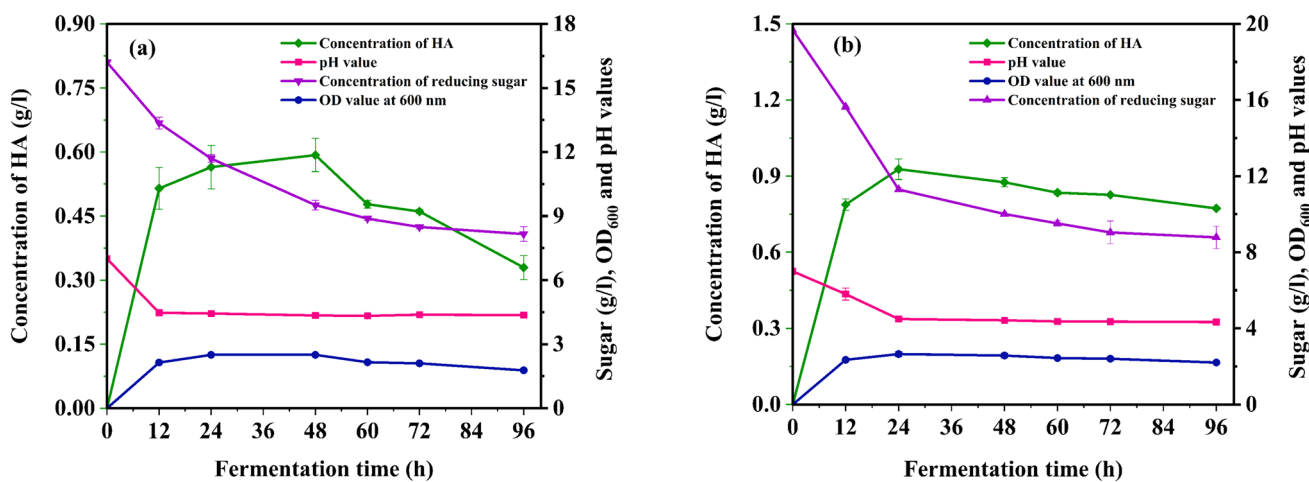 (a)
Concentration of HA
pH value
Concentration of reducing sugar
OD value at 600 nm
Concentration of HA (g/l)
0.90
0.75
0.60
0.45
0.30
0.15
0.00
18
15
12
9
6
3
0
Sugar (g/l), OD600 and pH values
0 12 24 36 48 60 72 84 96
Fermentation time (h)
(b)
Concentration of HA
pH value
OD value at 600 nm
Concentration of reducing sugar
Concentration of HA (g/l)
1.5
1.2
0.9
0.6
0.3
0.0
20
16
12
8
4
0
Sugar (g/l), OD600 and pH values
0 12 24 36 48 60 72 84 96
Fermentation time (h)